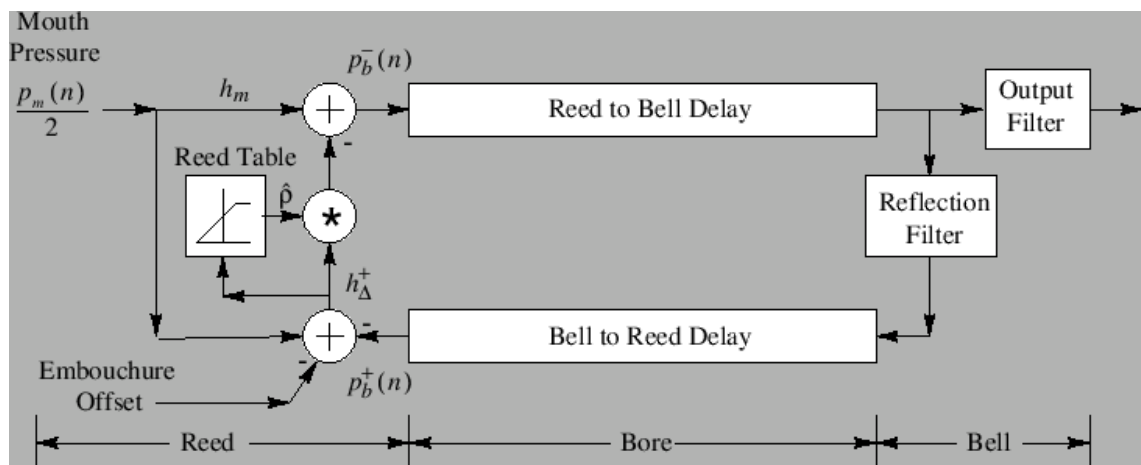 Mouth
Pressure
p_m(n)/2
h_m
p_b^-(n)
+
-
Reed to Bell Delay
Output
Filter
Reed Table
ρ̂
*
Reflection
Filter
h_Δ^+
+
-
-
Bell to Reed Delay
Embouchure
Offset
p_b^+(n)
Reed
Bore
Bell